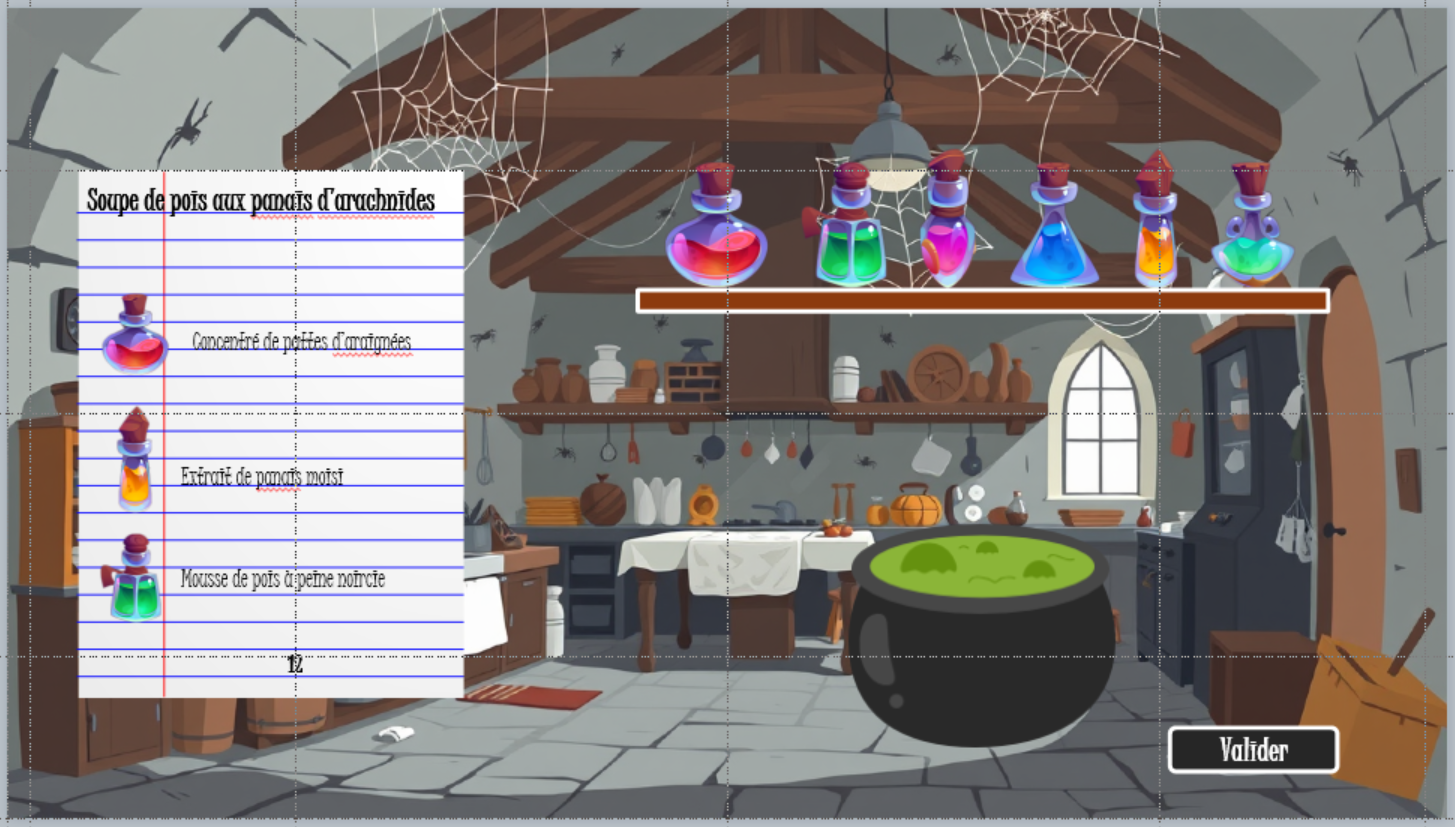 Soupe de pois aux panais d'arachnides
Concentré de pattes d'araignées
Extrait de panais moisi
Mousse de pois à peine noircie
12
Valider